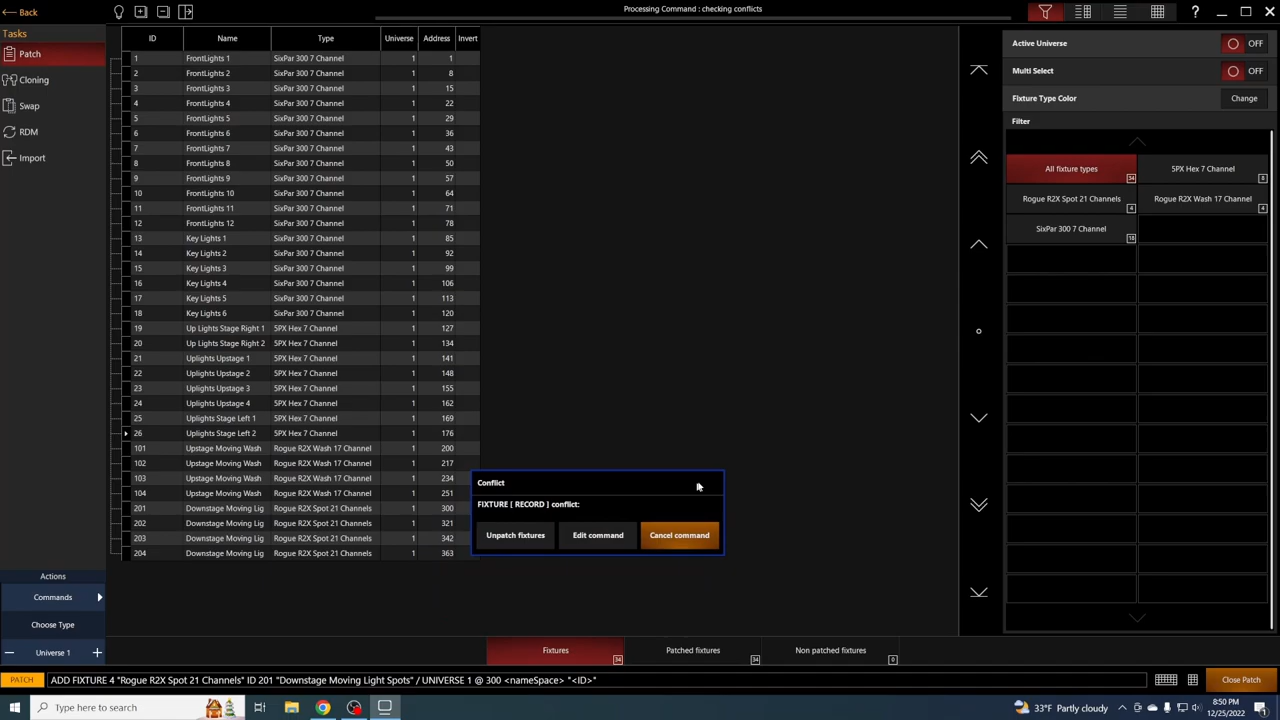 Back
Processing Command : checking conflicts
Tasks
Patch
Cloning
Swap
RDM
Import
ID Name Type Universe Address Invert
1 FrontLights 1 SixPar 300 7 Channel 1 1
2 FrontLights 2 SixPar 300 7 Channel 1 8
3 FrontLights 3 SixPar 300 7 Channel 1 15
4 FrontLights 4 SixPar 300 7 Channel 1 22
5 FrontLights 5 SixPar 300 7 Channel 1 29
6 FrontLights 6 SixPar 300 7 Channel 1 36
7 FrontLights 7 SixPar 300 7 Channel 1 43
8 FrontLights 8 SixPar 300 7 Channel 1 50
9 FrontLights 9 SixPar 300 7 Channel 1 57
10 FrontLights 10 SixPar 300 7 Channel 1 64
11 FrontLights 11 SixPar 300 7 Channel 1 71
12 FrontLights 12 SixPar 300 7 Channel 1 78
13 Key Lights 1 SixPar 300 7 Channel 1 85
14 Key Lights 2 SixPar 300 7 Channel 1 92
15 Key Lights 3 SixPar 300 7 Channel 1 99
16 Key Lights 4 SixPar 300 7 Channel 1 106
17 Key Lights 5 SixPar 300 7 Channel 1 113
18 Key Lights 6 SixPar 300 7 Channel 1 120
19 Up Lights Stage Right 1 5PX Hex 7 Channel 1 127
20 Up Lights Stage Right 2 5PX Hex 7 Channel 1 134
21 Uplights Upstage 1 5PX Hex 7 Channel 1 141
22 Uplights Upstage 2 5PX Hex 7 Channel 1 148
23 Uplights Upstage 3 5PX Hex 7 Channel 1 155
24 Uplights Upstage 4 5PX Hex 7 Channel 1 162
25 Uplights Stage Left 1 5PX Hex 7 Channel 1 169
26 Uplights Stage Left 2 5PX Hex 7 Channel 1 176
101 Upstage Moving Wash Rogue R2X Wash 17 Channel 1 200
102 Upstage Moving Wash Rogue R2X Wash 17 Channel 1 217
103 Upstage Moving Wash Rogue R2X Wash 17 Channel 1 234
104 Upstage Moving Wash Rogue R2X Wash 17 Channel 1 251
201 Downstage Moving Lig Rogue R2X Spot 21 Channels 1 300
202 Downstage Moving Lig Rogue R2X Spot 21 Channels 1 321
203 Downstage Moving Lig Rogue R2X Spot 21 Channels 1 342
204 Downstage Moving Lig Rogue R2X Spot 21 Channels 1 363
Conflict
FIXTURE [ RECORD ] conflict:
Unpatch fixtures Edit command Cancel command
Active Universe OFF
Multi Select OFF
Fixture Type Color Change
Filter
All fixture types 34 5PX Hex 7 Channel 8
Rogue R2X Spot 21 Channels 4 Rogue R2X Wash 17 Channel 4
SixPar 300 7 Channel 18
Actions
Commands
Choose Type
− Universe 1 +
Fixtures 34 Patched fixtures 34 Non patched fixtures 0
PATCH ADD FIXTURE 4 "Rogue R2X Spot 21 Channels" ID 201 "Downstage Moving Light Spots" / UNIVERSE 1 @ 300 <nameSpace> "<ID>" Close Patch
Type here to search
33°F Partly cloudy
8:50 PM
12/25/2022
1